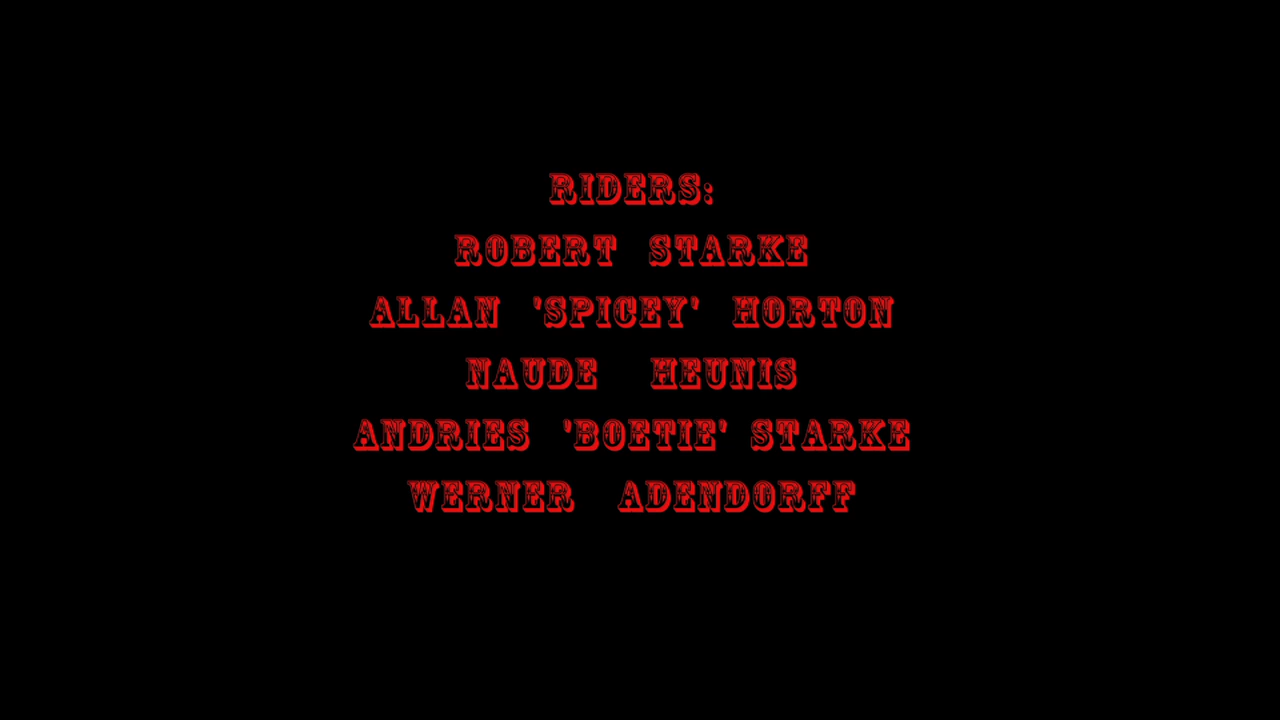 RIDERS:
ROBERT STARKE
ALLAN 'SPICEY' HORTON
NAUDE HEUNIS
ANDRIES 'BOETIE' STARKE
WERNER ADENDORFF